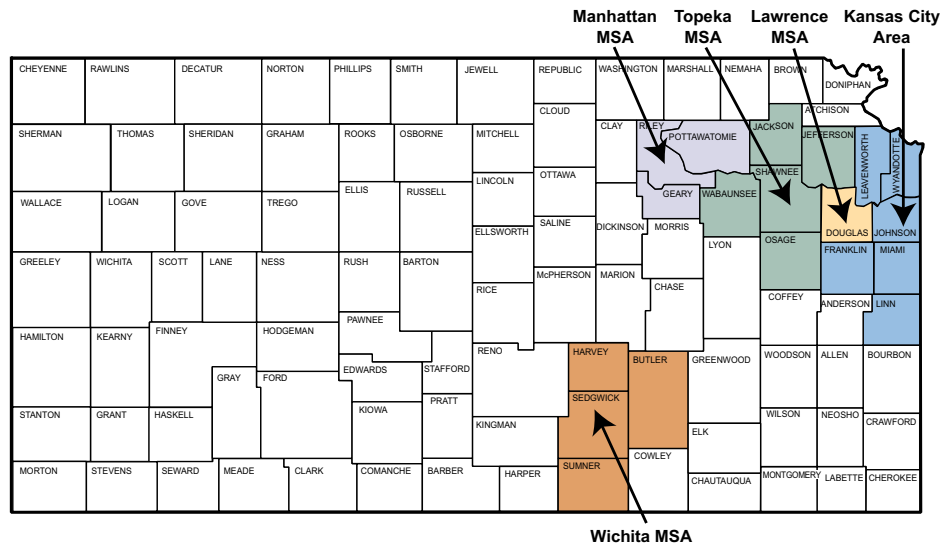 Manhattan MSA
Topeka MSA
Lawrence MSA
Kansas City Area
CHEYENNE
RAWLINS
DECATUR
NORTON
PHILLIPS
SMITH
JEWELL
REPUBLIC
WASHINGTON
MARSHALL
NEMAHA
BROWN
DONIPHAN
CLOUD
ATCHISON
SHERMAN
THOMAS
SHERIDAN
GRAHAM
ROOKS
OSBORNE
MITCHELL
CLAY
RILEY
POTTAWATOMIE
JACKSON
JEFFERSON
LEAVENWORTH
WYANDOTTE
LINCOLN
OTTAWA
SHAWNEE
WALLACE
LOGAN
GOVE
TREGO
ELLIS
RUSSELL
GEARY
WABAUNSEE
ELLSWORTH
SALINE
DICKINSON
MORRIS
DOUGLAS
JOHNSON
LYON
OSAGE
FRANKLIN
MIAMI
GREELEY
WICHITA
SCOTT
LANE
NESS
RUSH
BARTON
McPHERSON
MARION
RICE
CHASE
COFFEY
ANDERSON
LINN
HAMILTON
KEARNY
FINNEY
HODGEMAN
PAWNEE
STAFFORD
RENO
HARVEY
BUTLER
GREENWOOD
WOODSON
ALLEN
BOURBON
GRAY
FORD
EDWARDS
PRATT
SEDGWICK
STANTON
GRANT
HASKELL
KIOWA
KINGMAN
WILSON
NEOSHO
CRAWFORD
ELK
MORTON
STEVENS
SEWARD
MEADE
CLARK
COMANCHE
BARBER
HARPER
SUMNER
COWLEY
CHAUTAUQUA
MONTGOMERY
LABETTE
CHEROKEE
Wichita MSA